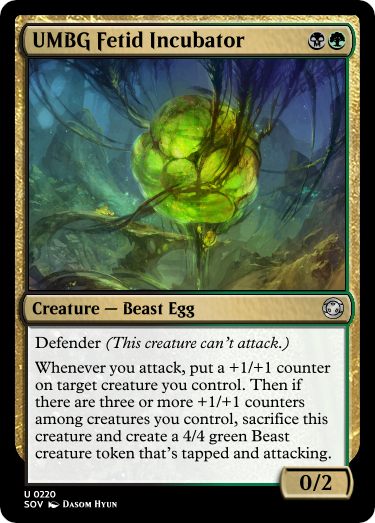 UMBG Fetid Incubator
Creature — Beast Egg
Defender (This creature can't attack.)
Whenever you attack, put a +1/+1 counter
on target creature you control. Then if
there are three or more +1/+1 counters
among creatures you control, sacrifice this
creature and create a 4/4 green Beast
creature token that's tapped and attacking.
0/2
U 0220
SOV Dasom Hyun